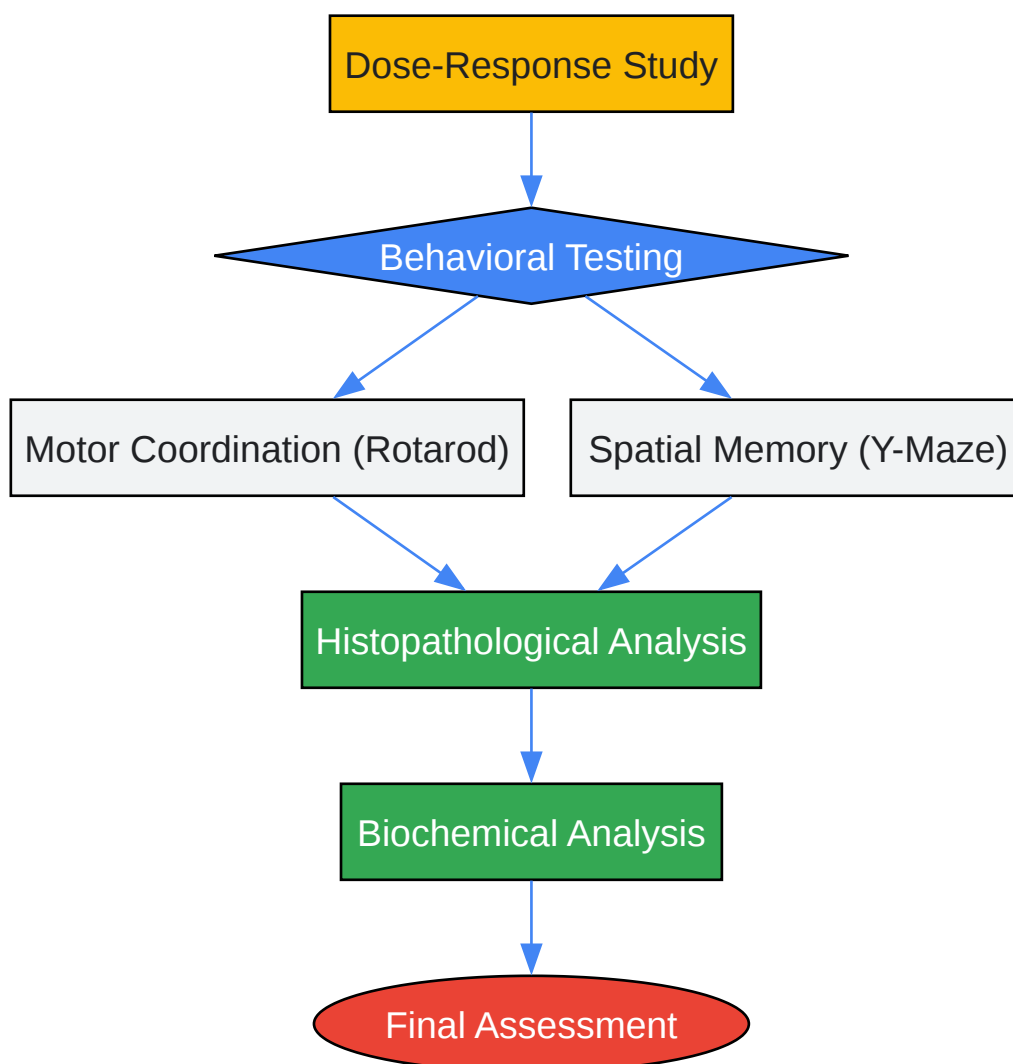 Dose-Response Study
Behavioral Testing
Motor Coordination (Rotarod)
Spatial Memory (Y-Maze)
Histopathological Analysis
Biochemical Analysis
Final Assessment